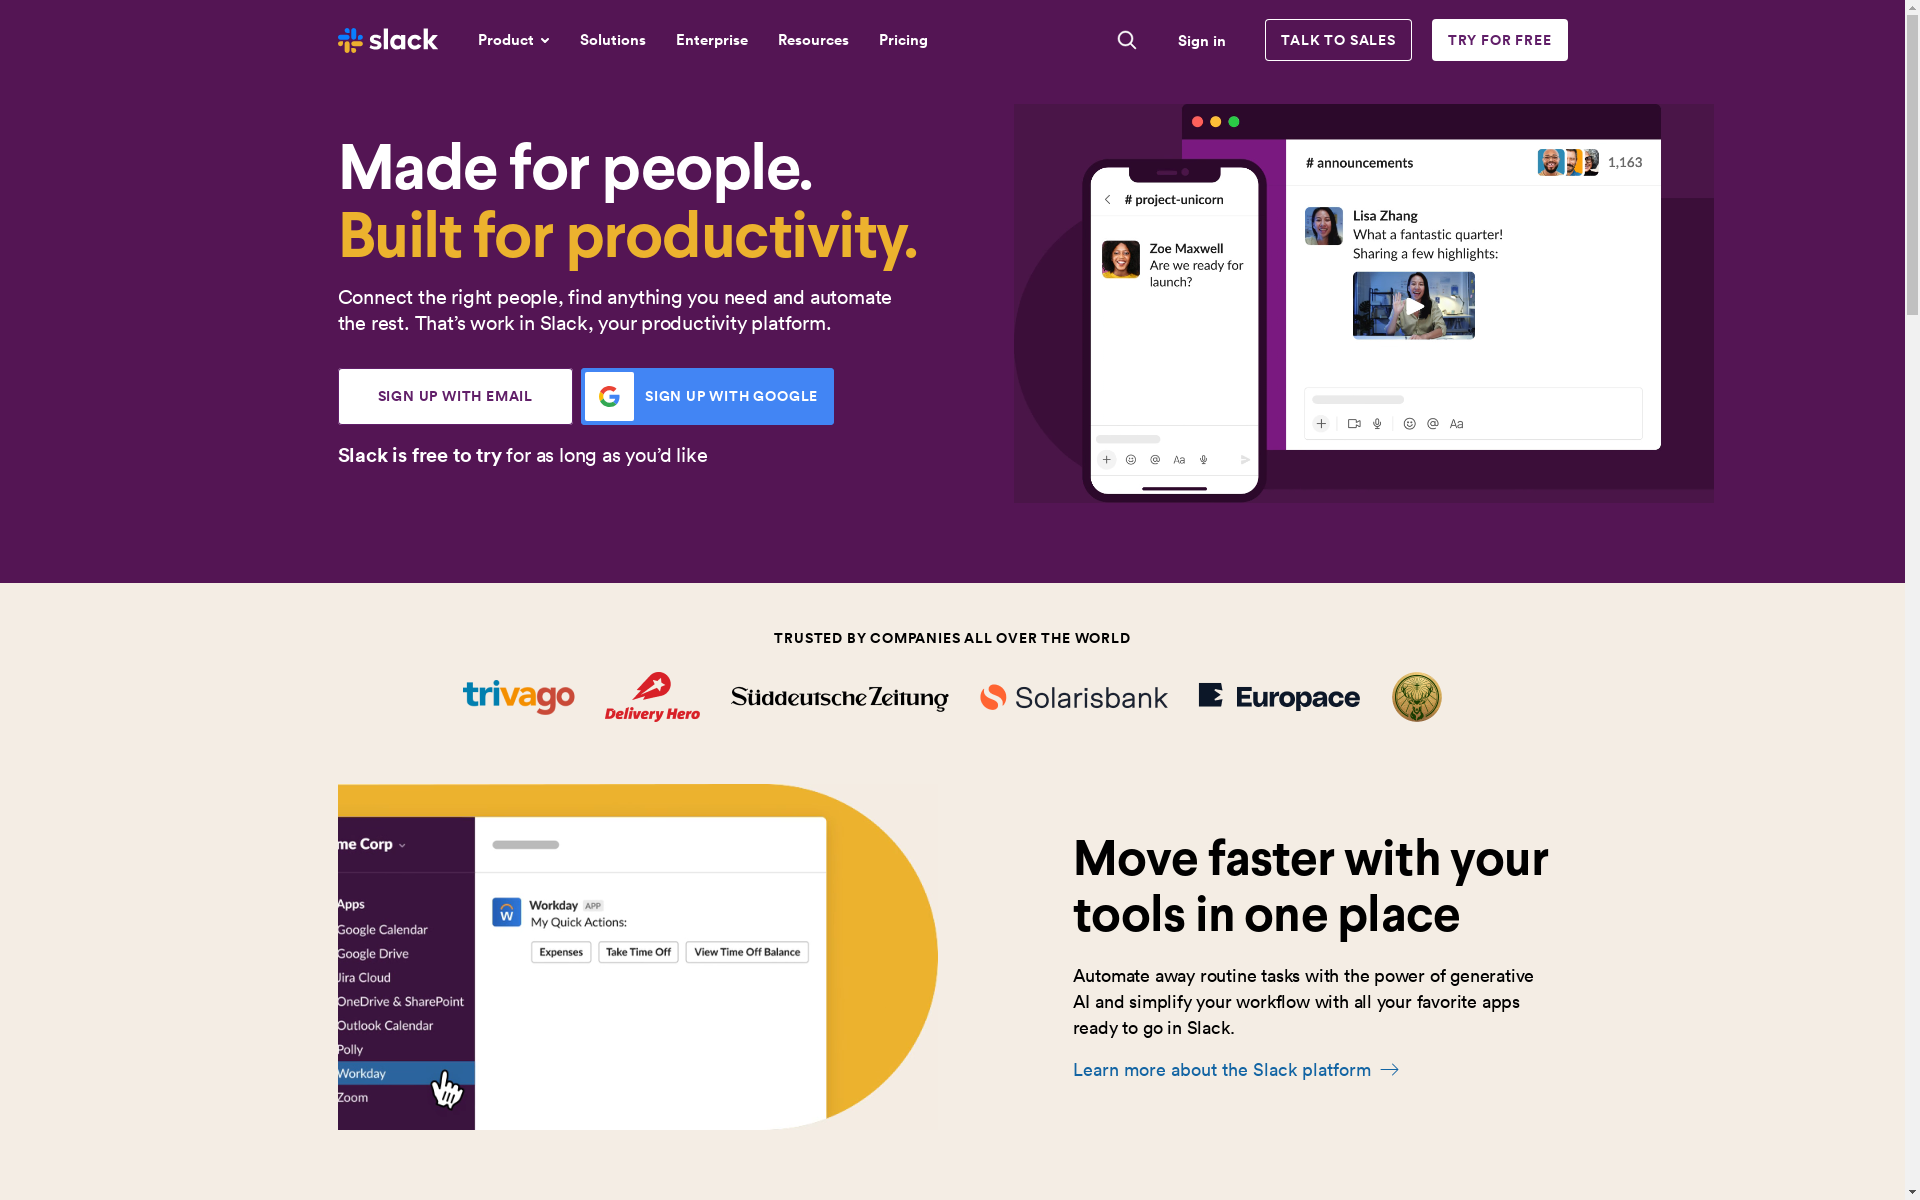 slack
Product
Solutions
Enterprise
Resources
Pricing
Sign in
TALK TO SALES
TRY FOR FREE
Made for people.
Built for productivity.
Connect the right people, find anything you need and automate
the rest. That’s work in Slack, your productivity platform.
SIGN UP WITH EMAIL
G
SIGN UP WITH GOOGLE
Slack is free to try for as long as you’d like
# project-unicorn
Zoe Maxwell
Are we ready for
launch?
+ @ Aa
# announcements
1,163
Lisa Zhang
What a fantastic quarter!
Sharing a few highlights:
+ @ Aa
TRUSTED BY COMPANIES ALL OVER THE WORLD
trivago
Delivery Hero
Süddeutsche Zeitung
Solarisbank
Europace
me Corp
Apps
Google Calendar
Google Drive
Jira Cloud
OneDrive & SharePoint
Outlook Calendar
Polly
Workday
Zoom
W
Workday APP
My Quick Actions:
Expenses
Take Time Off
View Time Off Balance
Move faster with your
tools in one place
Automate away routine tasks with the power of generative
AI and simplify your workflow with all your favorite apps
ready to go in Slack.
Learn more about the Slack platform →